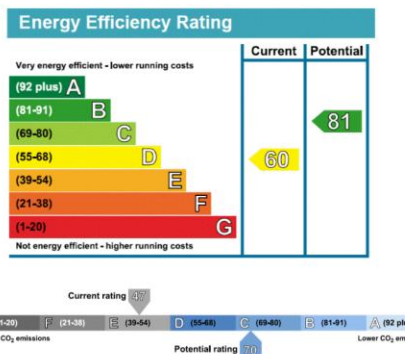 Energy Efficiency Rating
Current Potential
Very energy efficient - lower running costs
(92 plus) A
(81-91) B
81
(69-80) C
(55-68) D
60
(39-54) E
(21-38) F
(1-20) G
Not energy efficient - higher running costs
Current rating 47
1-20) F (21-38) E (39-54) D (55-68) C (69-80) B (81-91) A (92 plu
CO₂ emissions Lower CO₂ em
Potential rating 70